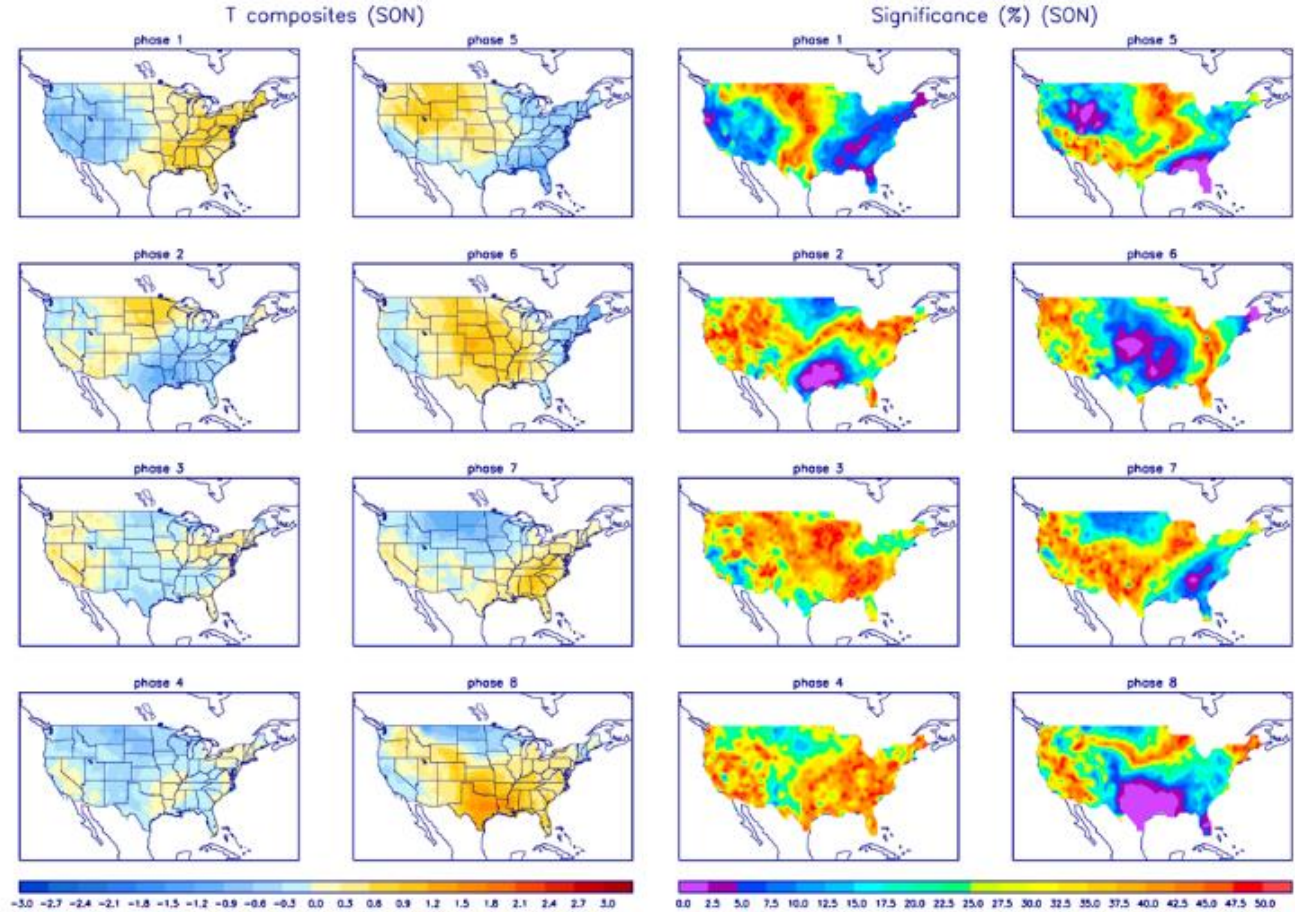 T composites (SON)
Significance (%) (SON)
phase 1
phase 5
phase 1
phase 5
phase 2
phase 6
phase 2
phase 6
phase 3
phase 7
phase 3
phase 7
phase 4
phase 8
phase 4
phase 8
-3.0 -2.7 -2.4 -2.1 -1.8 -1.5 -1.2 -0.9 -0.6 -0.3 0.0 0.3 0.6 0.9 1.2 1.5 1.8 2.1 2.4 2.7 3.0
0.0 2.5 5.0 7.5 10.0 12.5 15.0 17.5 20.0 22.5 25.0 27.5 30.0 32.5 35.0 37.5 40.0 42.5 45.0 47.5 50.0